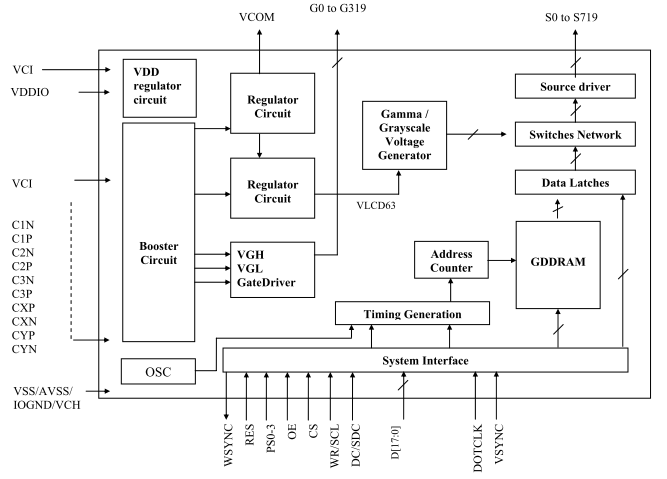 G0 to G319
VCOM
S0 to S719
VCI
VDDIO
VDD
regulator
circuit
Regulator
Circuit
Gamma /
Grayscale
Voltage
Generator
Source driver
Switches Network
VCI
Regulator
Circuit
Data Latches
VLCD63
C1N
C1P
C2N
C2P
C3N
C3P
CXP
CXN
CYP
CYN
Booster
Circuit
VGH
VGL
GateDriver
Address
Counter
GDDRAM
Timing Generation
OSC
System Interface
VSS/AVSS/
IOGND/VCH
WSYNC
RES
PS0-3
OE
CS
WR/SCL
DC/SDC
D[17:0]
DOTCLK
VSYNC